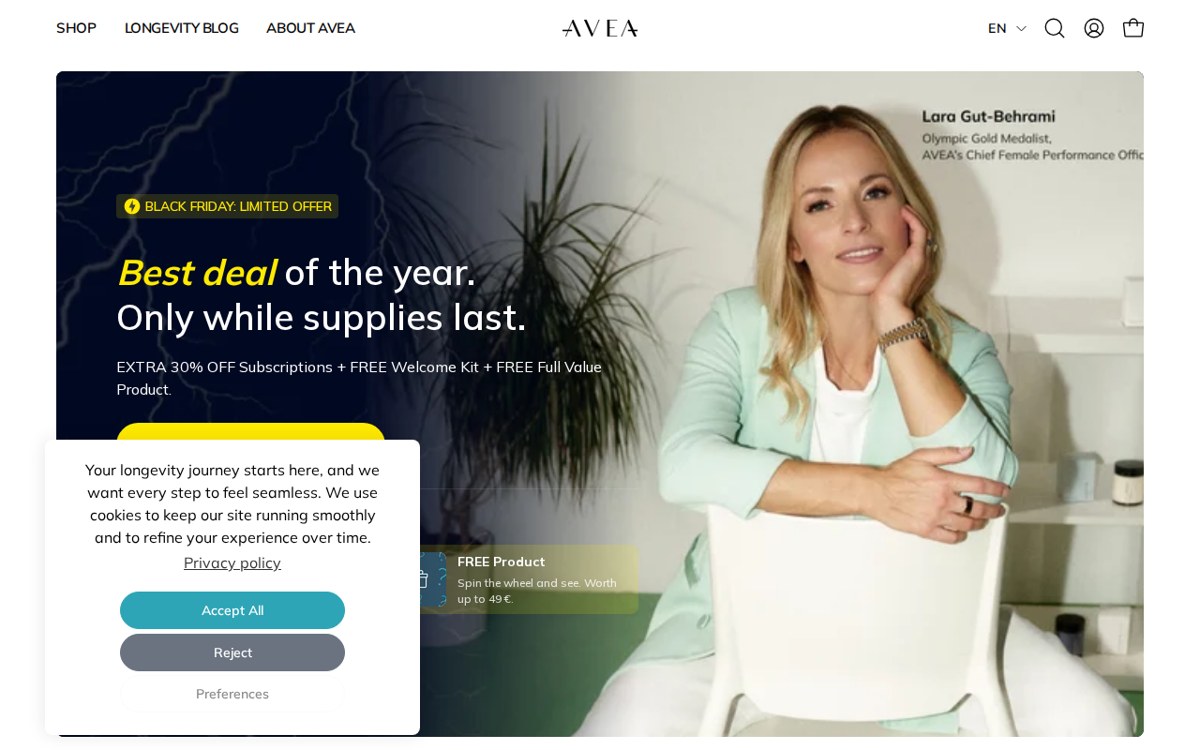 SHOP
LONGEVITY BLOG
ABOUT AVEA
AVEA
EN
Lara Gut-Behrami
Olympic Gold Medalist,
AVEA's Chief Female Performance Offic
BLACK FRIDAY: LIMITED OFFER
Best deal of the year.
Only while supplies last.
EXTRA 30% OFF Subscriptions + FREE Welcome Kit + FREE Full Value
Product.
Your longevity journey starts here, and we
want every step to feel seamless. We use
cookies to keep our site running smoothly
and to refine your experience over time.
Privacy policy
Accept All
Reject
Preferences
FREE Product
Spin the wheel and see. Worth
up to 49 €.